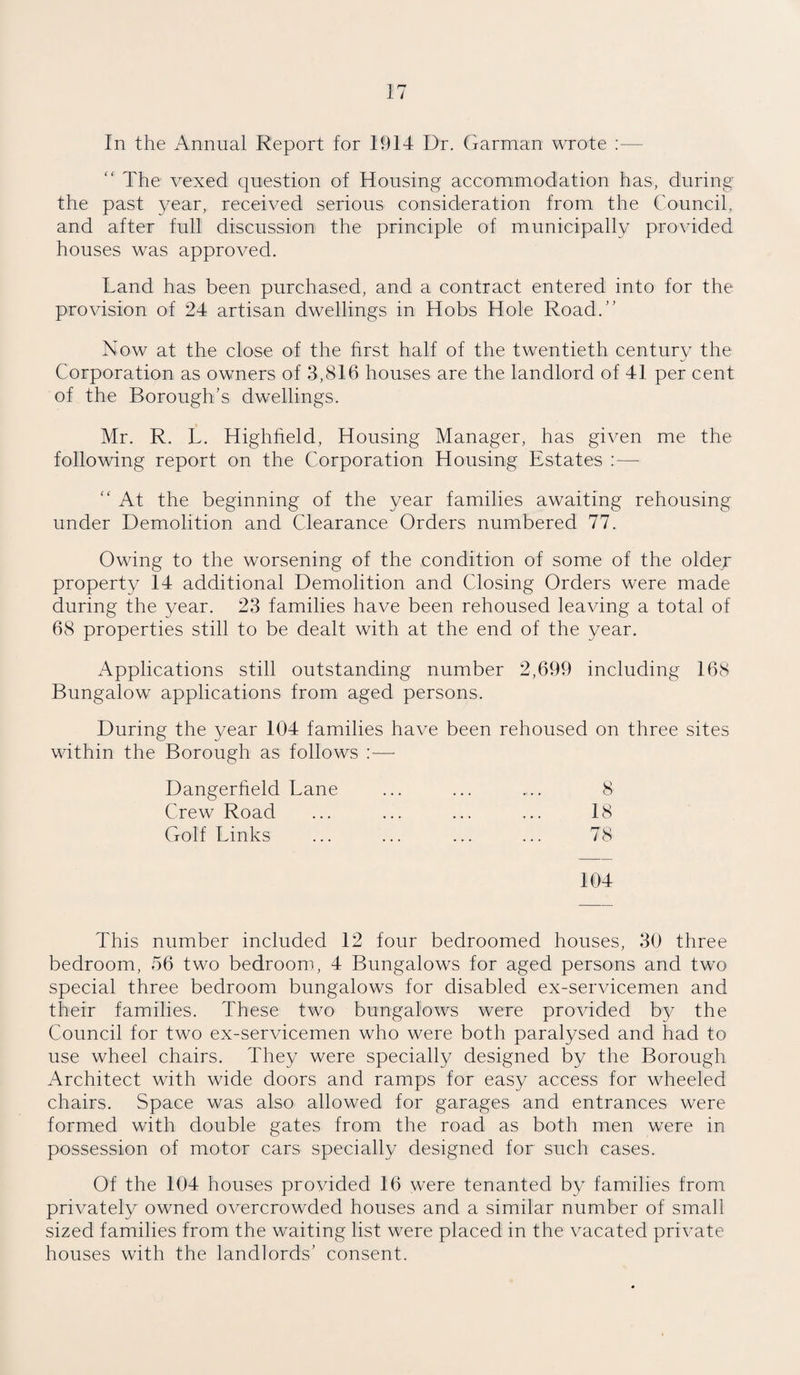 17
In the Annual Report for 1914 Dr. Garman wrote :—
“ The vexed question of Housing accommodation has, during
the past year, received serious consideration from the Council,
and after full discussion the principle of municipally provided
houses was approved.
Land has been purchased, and a contract entered into for the
provision of 24 artisan dwellings in Hobs Hole Road.”
Now at the close of the first half of the twentieth century the
Corporation as owners of 3,816 houses are the landlord of 41 per cent
of the Borough’s dwellings.
Mr. R. L. Highfield, Housing Manager, has given me the
following report on the Corporation Housing Estates :—
“ At the beginning of the year families awaiting rehousing
under Demolition and Clearance Orders numbered 77.
Owing to the worsening of the condition of some of the older
property 14 additional Demolition and Closing Orders were made
during the year. 23 families have been rehoused leaving a total of
68 properties still to be dealt with at the end of the year.
Applications still outstanding number 2,699 including 168
Bungalow applications from aged persons.
During the year 104 families have been rehoused on three sites
within the Borough as follows :—
Dangerfield Lane ... ... ... 8
Crew Road ... ... ... ... 18
Golf Links ... ... ... ... 78
104
This number included 12 four bedroomed houses, 30 three
bedroom, 56 two bedroom, 4 Bungalows for aged persons and two
special three bedroom bungalows for disabled ex-servicemen and
their families. These two bungalows were provided by the
Council for two ex-servicemen who were both paralysed and had to
use wheel chairs. They were specially designed by the Borough
Architect with wide doors and ramps for easy access for wheeled
chairs. Space was also allowed for garages and entrances were
formed with double gates from the road as both men were in
possession of motor cars specially designed for such cases.
Of the 104 houses provided 16 were tenanted by families from
privately owned overcrowded houses and a similar number of small
sized families from the waiting list were placed in the vacated private
houses with the landlords’ consent.